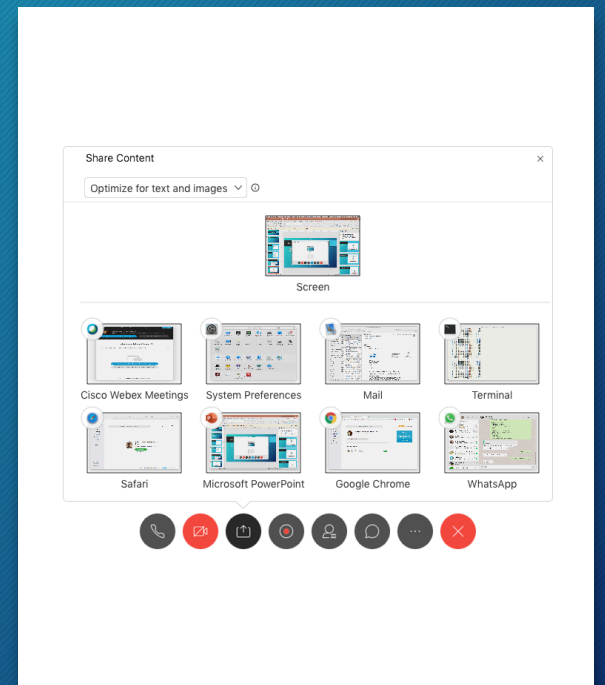 Share Content
Optimize for text and images
Screen
Cisco Webex Meetings
System Preferences
Mail
Terminal
Safari
Microsoft PowerPoint
Google Chrome
WhatsApp